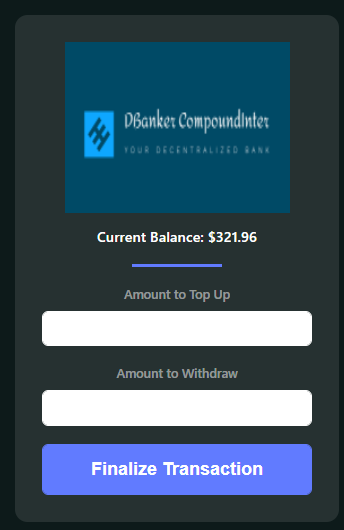 DBanker CompoundInter
YOUR DECENTRALIZED BANK
Current Balance: $321.96
Amount to Top Up
Amount to Withdraw
Finalize Transaction